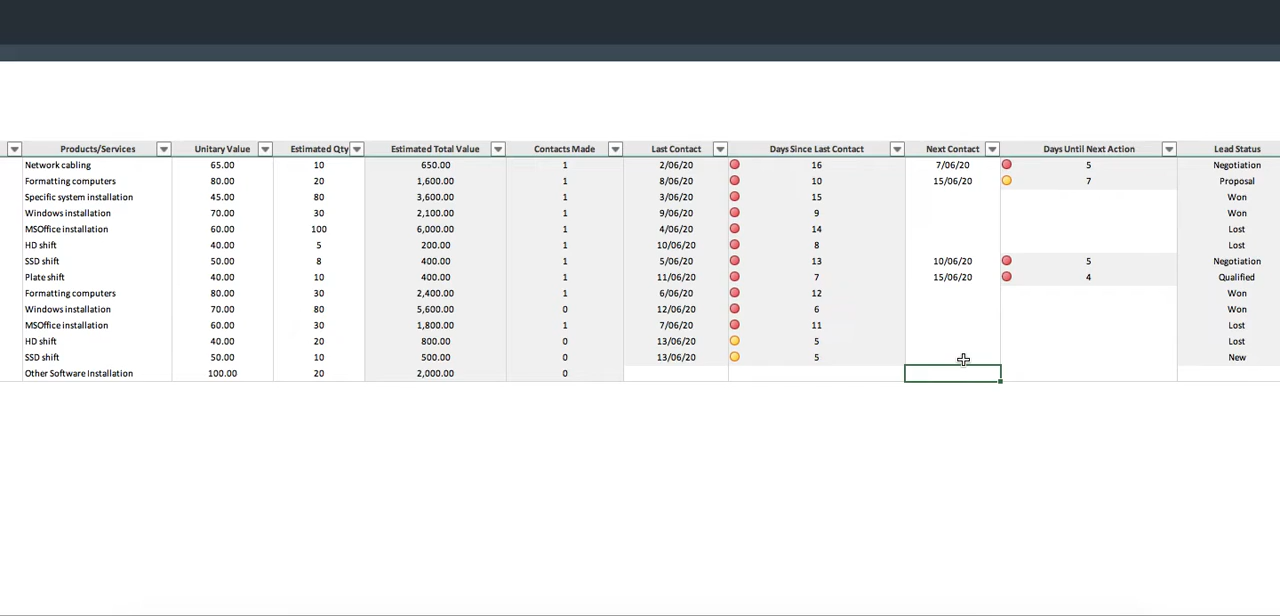 Products/Services Unitary Value Estimated Qty Estimated Total Value Contacts Made Last Contact Days Since Last Contact Next Contact Days Until Next Action Lead Status
Network cabling 65.00 10 650.00 1 2/06/20 16 7/06/20 5 Negotiation
Formatting computers 80.00 20 1,600.00 1 8/06/20 10 15/06/20 7 Proposal
Specific system installation 45.00 80 3,600.00 1 3/06/20 15 Won
Windows installation 70.00 30 2,100.00 1 9/06/20 9 Won
MSOffice installation 60.00 100 6,000.00 1 4/06/20 14 Lost
HD shift 40.00 5 200.00 1 10/06/20 8 Lost
SSD shift 50.00 8 400.00 1 5/06/20 13 10/06/20 5 Negotiation
Plate shift 40.00 10 400.00 1 11/06/20 7 15/06/20 4 Qualified
Formatting computers 80.00 30 2,400.00 1 6/06/20 12 Won
Windows installation 70.00 80 5,600.00 0 12/06/20 6 Won
MSOffice installation 60.00 30 1,800.00 1 7/06/20 11 Lost
HD shift 40.00 20 800.00 0 13/06/20 5 Lost
SSD shift 50.00 10 500.00 0 13/06/20 5 New
Other Software Installation 100.00 20 2,000.00 0